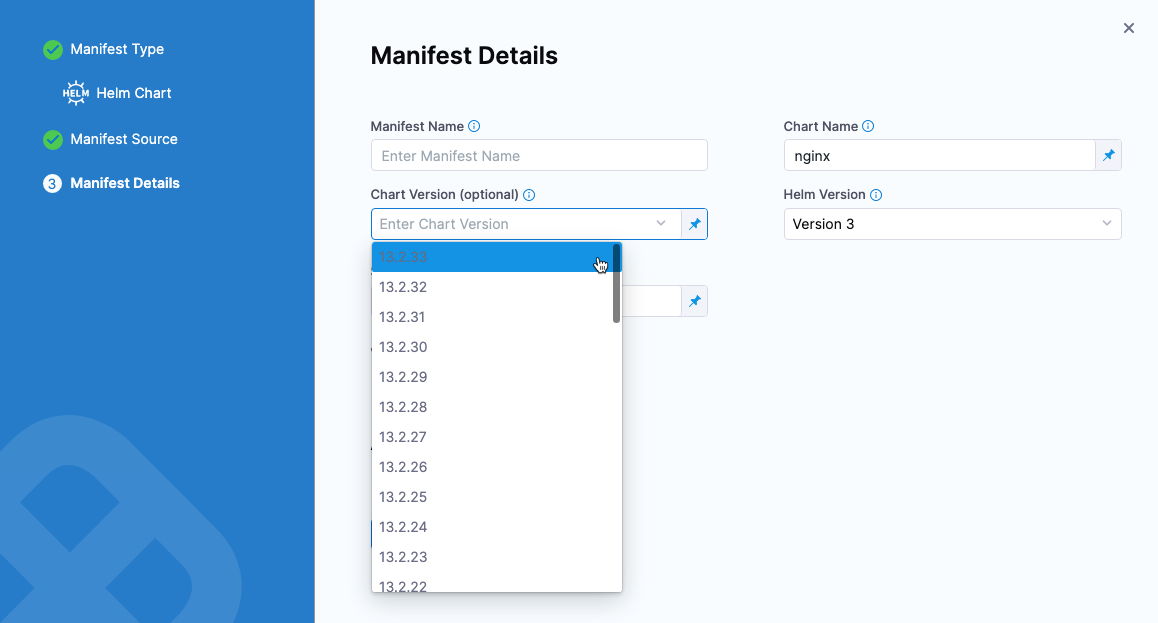 Manifest Type
HELM Helm Chart
Manifest Source
3 Manifest Details
Manifest Details
Manifest Name
Enter Manifest Name
Chart Name
nginx
Chart Version (optional)
Enter Chart Version
Helm Version
Version 3
13.2.33
13.2.32
13.2.31
13.2.30
13.2.29
13.2.28
13.2.27
13.2.26
13.2.25
13.2.24
13.2.23
13.2.22